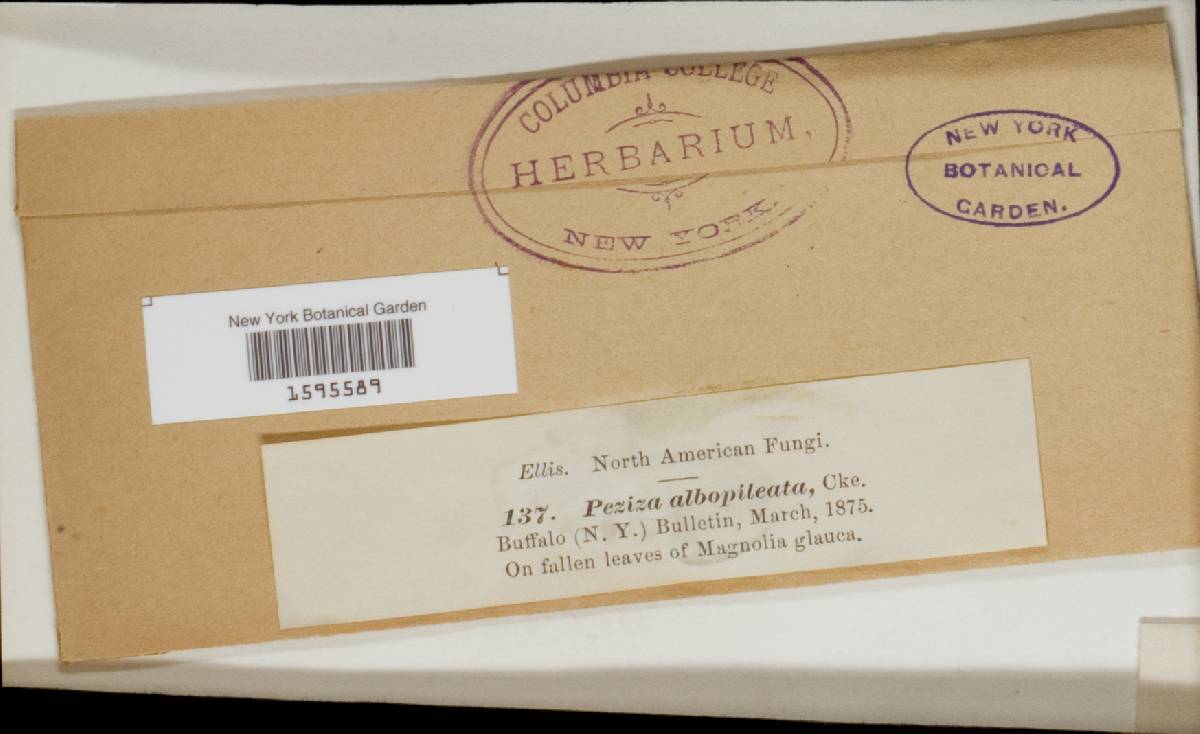 COLUMBIA COLLEGE
HERBARIUM,
NEW YORK.
NEW YORK
BOTANICAL
GARDEN.
New York Botanical Garden
1595589
Ellis. North American Fungi.
137. Peziza albopileata, Cke.
Buffalo (N. Y.) Bulletin, March, 1875.
On fallen leaves of Magnolia glauca.